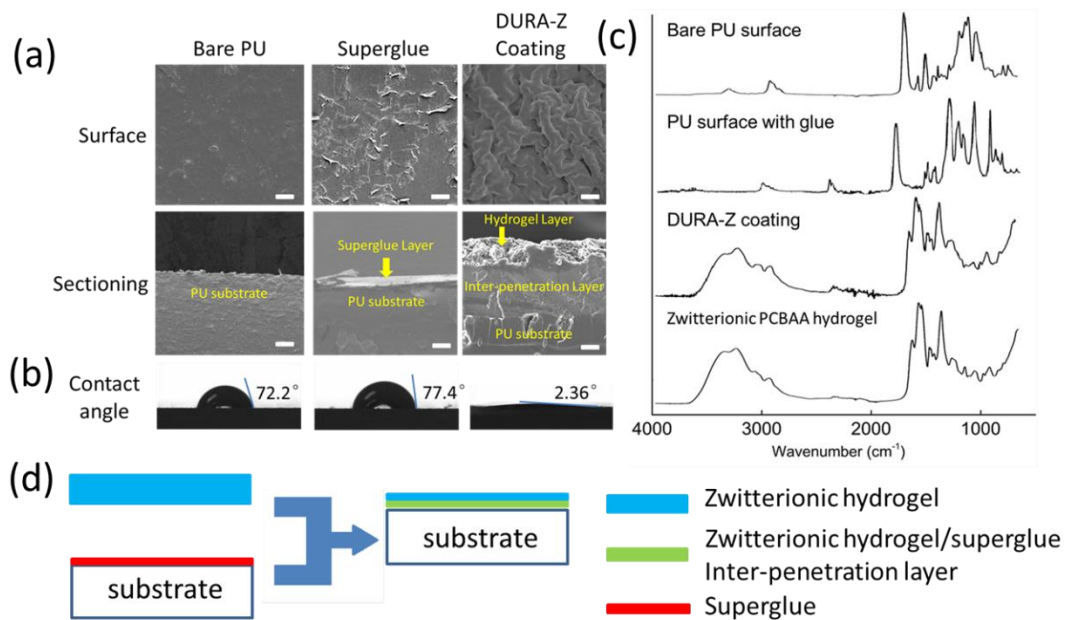 (a)
Bare PU
Superglue
DURA-Z
Coating
Surface
Sectioning
PU substrate
Superglue Layer
PU substrate
Hydrogel Layer
Inter-penetration Layer
PU substrate
(b)
Contact
angle
72.2°
77.4°
2.36°
(c)
Bare PU surface
PU surface with glue
DURA-Z coating
Zwitterionic PCBAA hydrogel
4000
3000
2000
1000
Wavenumber (cm⁻¹)
(d)
substrate
substrate
Zwitterionic hydrogel
Zwitterionic hydrogel/superglue
Inter-penetration layer
Superglue